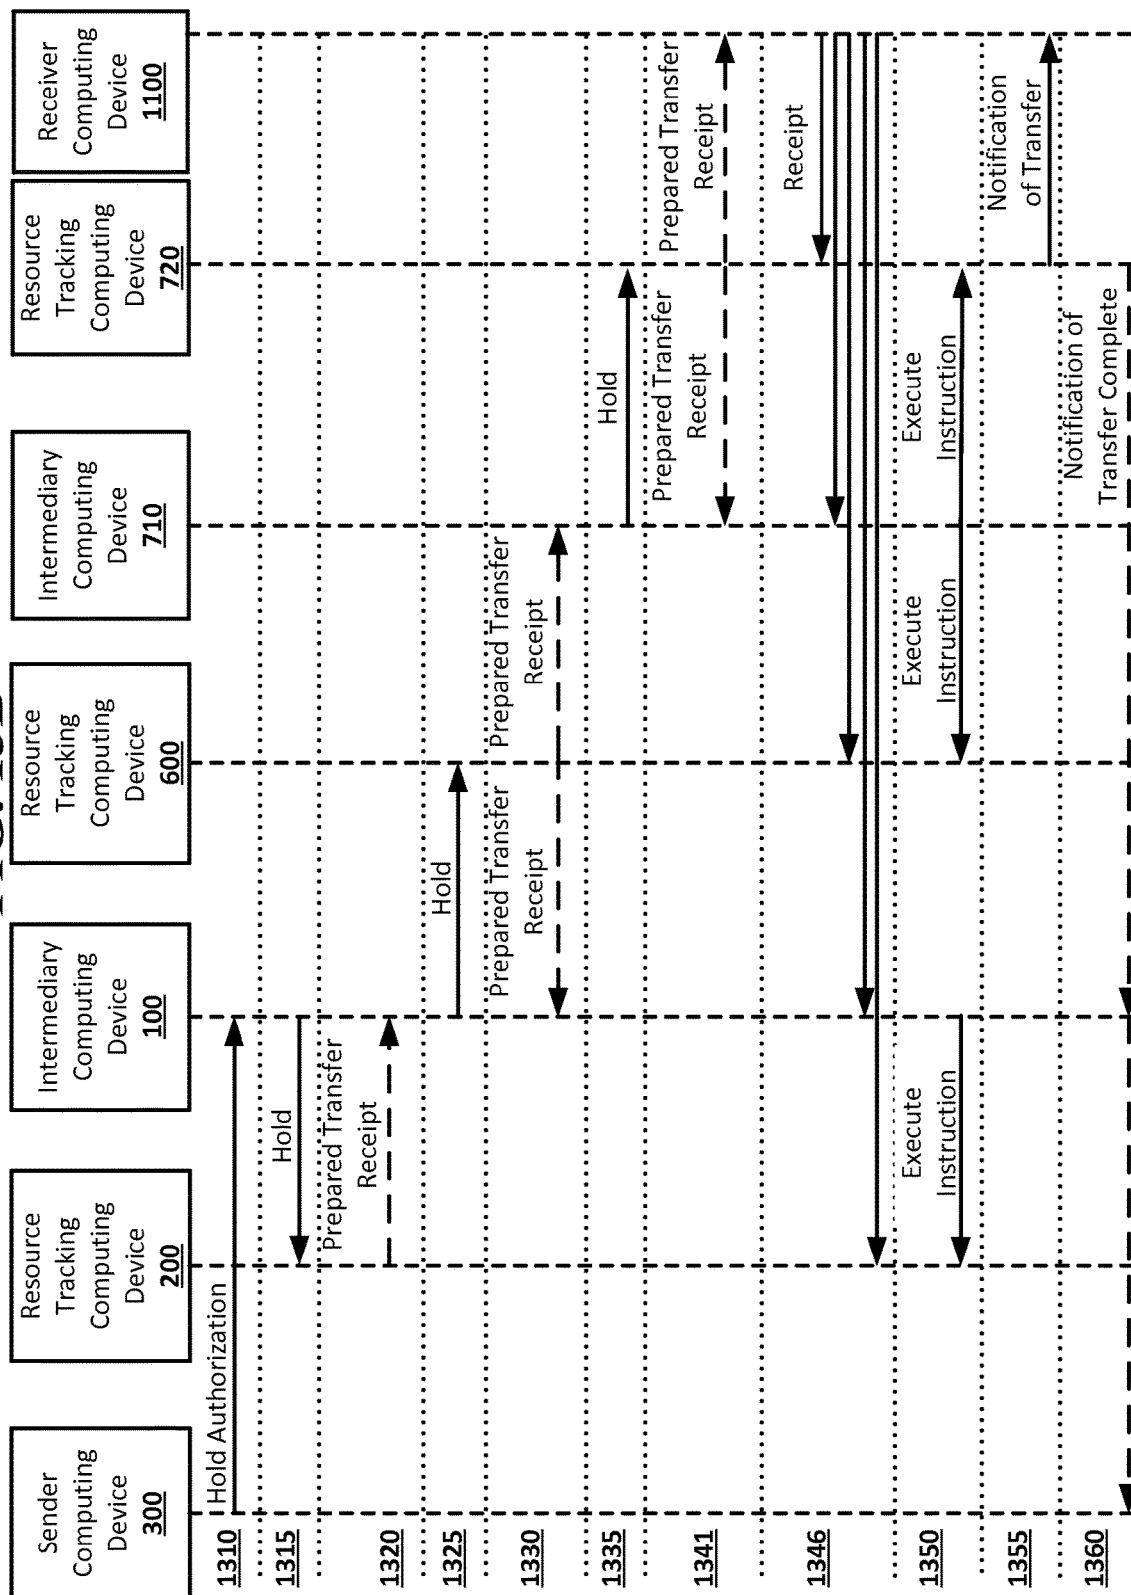 Sender
Computing
Device
300
Resource
Tracking
Computing
Device
200
Intermediary
Computing
Device
100
Resource
Tracking
Computing
Device
600
Intermediary
Computing
Device
710
Resource
Tracking
Computing
Device
720
Receiver
Computing
Device
1100
1310
Hold Authorization
1315
Hold
1320
Prepared Transfer
Receipt
1325
Hold
1330
Prepared Transfer
Receipt
Prepared Transfer
Receipt
1335
Hold
1341
Prepared Transfer
Receipt
Prepared Transfer
Receipt
1346
Receipt
1350
Execute
Instruction
Execute
Instruction
Execute
Instruction
1355
Notification
of Transfer
1360
Notification of
Transfer Complete